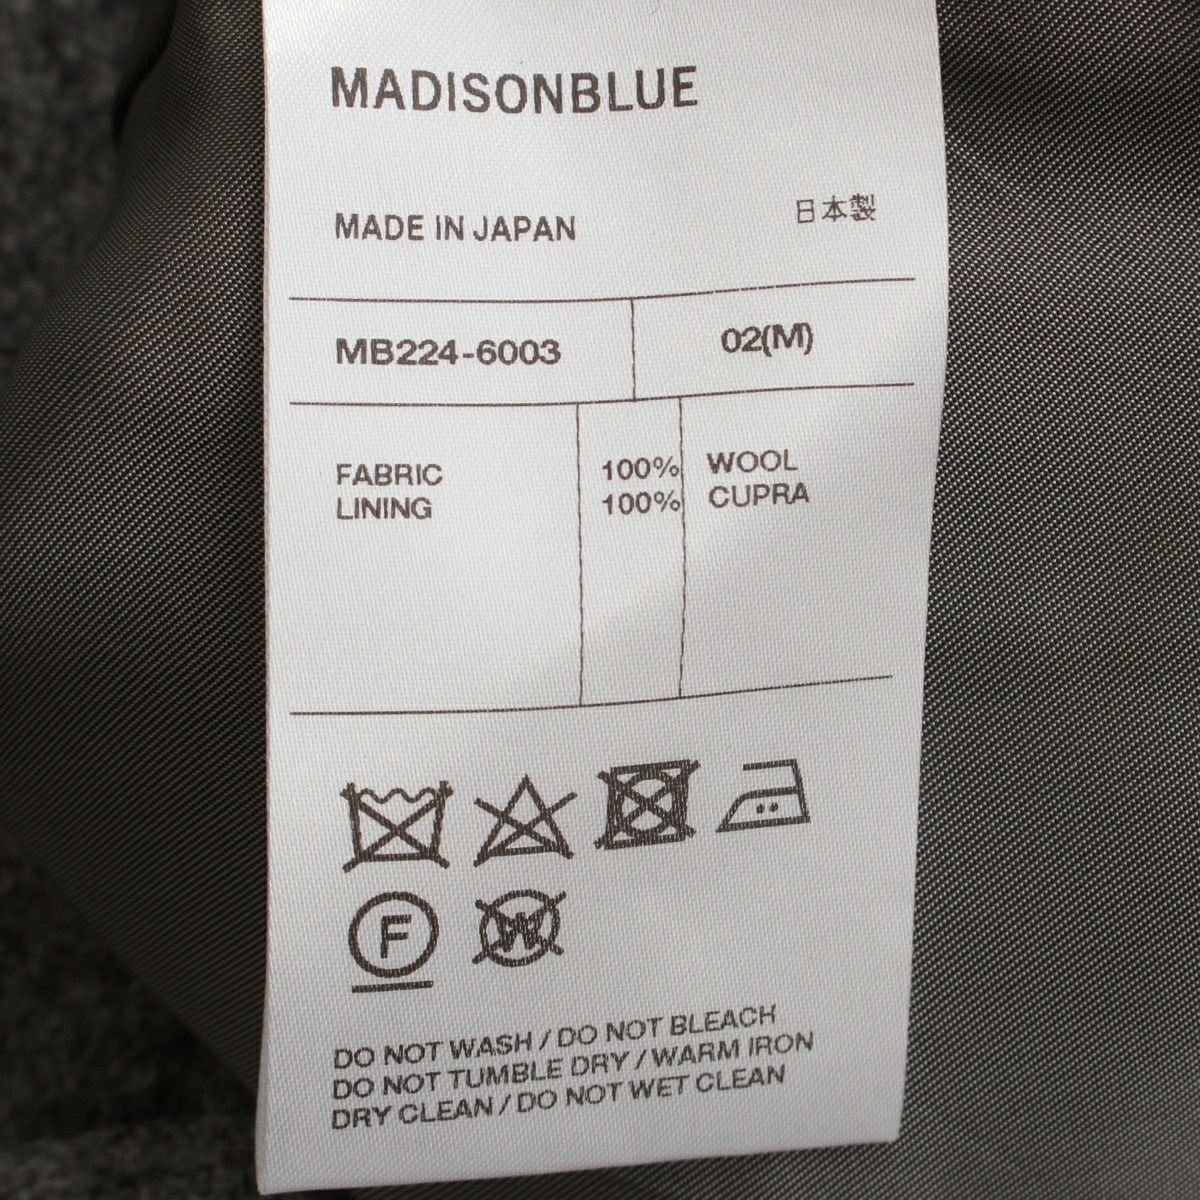 MADISONBLUE
MADE IN JAPAN 日本製
MB224-6003 02(M)
FABRIC 100% WOOL
LINING 100% CUPRA
F W
DO NOT WASH / DO NOT BLEACH
DO NOT TUMBLE DRY / WARM IRON
DRY CLEAN / DO NOT WET CLEAN